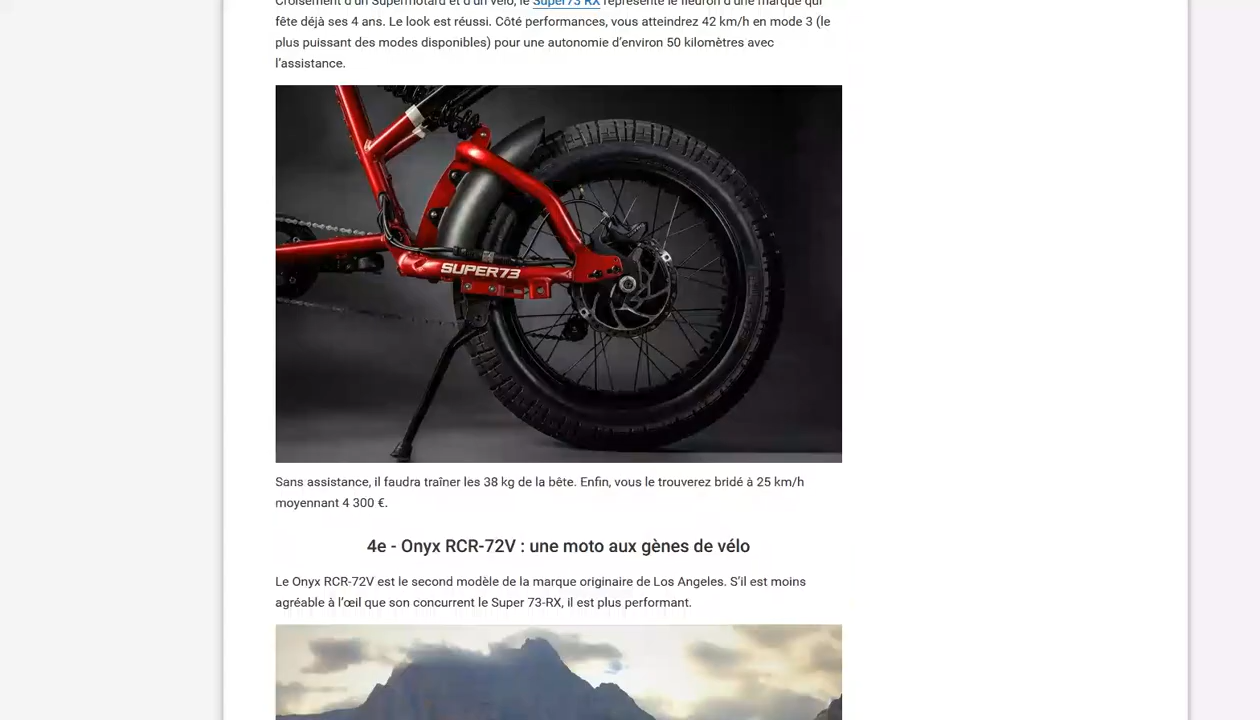 Croisement d'un Supermotard et d'un vélo, le Super73 RX représente le fleuron d'une marque qui
fête déjà ses 4 ans. Le look est réussi. Côté performances, vous atteindrez 42 km/h en mode 3 (le
plus puissant des modes disponibles) pour une autonomie d'environ 50 kilomètres avec
l'assistance.
SUPER73
Sans assistance, il faudra traîner les 38 kg de la bête. Enfin, vous le trouverez bridé à 25 km/h
moyennant 4 300 €.
4e - Onyx RCR-72V : une moto aux gènes de vélo
Le Onyx RCR-72V est le second modèle de la marque originaire de Los Angeles. S'il est moins
agréable à l'œil que son concurrent le Super 73-RX, il est plus performant.